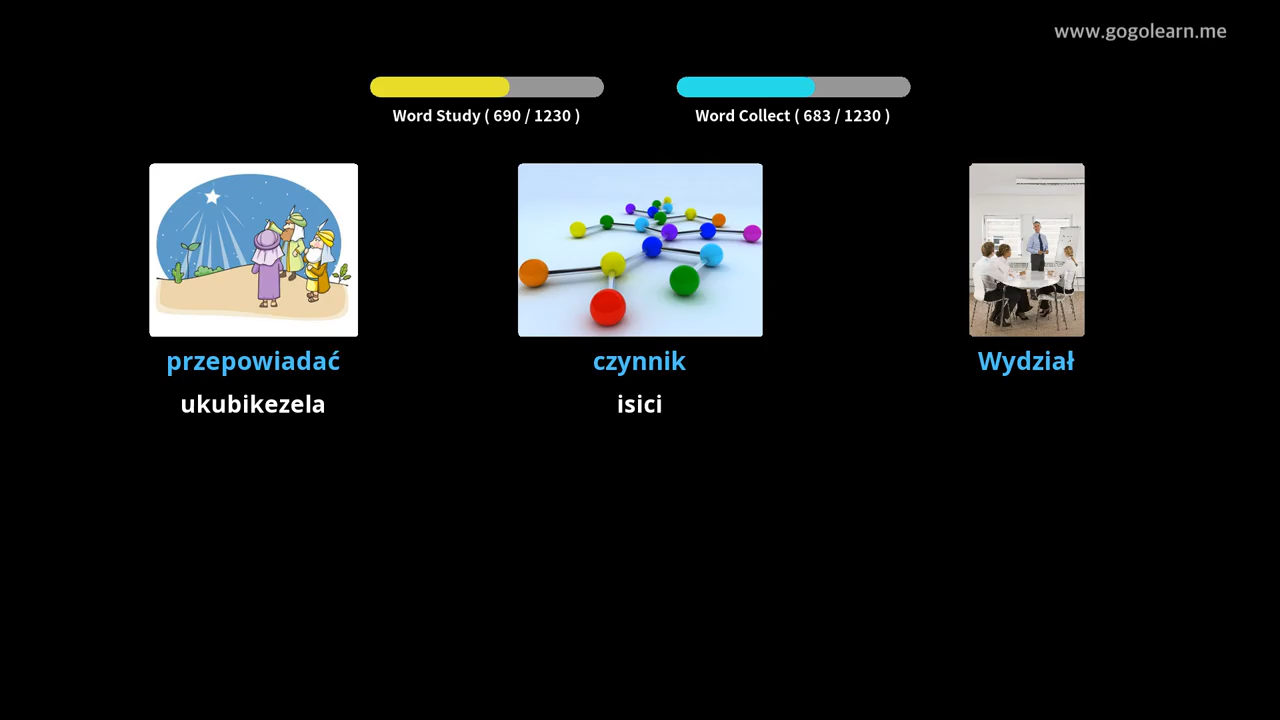 www.gogolearn.me
Word Study ( 690 / 1230 )
Word Collect ( 683 / 1230 )
przepowiadać
czynnik
Wydział
ukubikezela
isici